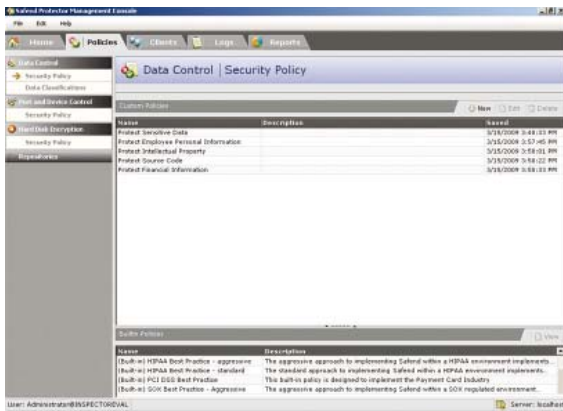 Safend Protector Management Console
File Edit Help
Home Policies Clients Logs Reports
Data Control
Security Policy
Data Classifications
Port and Device Control
Security Policy
Hard Disk Encryption
Security Policy
Repositories
Data Control | Security Policy
Custom Policies
New Edit Delete
Name Description Saved
Protect Sensitive Data 3/15/2009 3:48:33 PM
Protect Employee Personal Information 3/15/2009 3:57:45 PM
Protect Intellectual Property 3/15/2009 3:58:01 PM
Protect Source Code 3/15/2009 3:58:22 PM
Protect Financial Information 3/15/2009 3:58:33 PM
Built-in Policies
View
Name Description
(Built-in) HIPAA Best Practice - aggressive The aggressive approach to implementing Safend within a HIPAA environment implements
(Built-in) HIPAA Best Practice - standard The standard approach to implementing Safend within a HIPAA environment implements
(Built-in) PCI DSS Best Practice This built-in policy is designed to implement the Payment Card Industry
(Built-in) SOX Best Practice - Aggressive The aggressive approach to implementing Safend within a SOX regulated environment.
User: Administrator@INSPECTOREVAL
Server: localhos